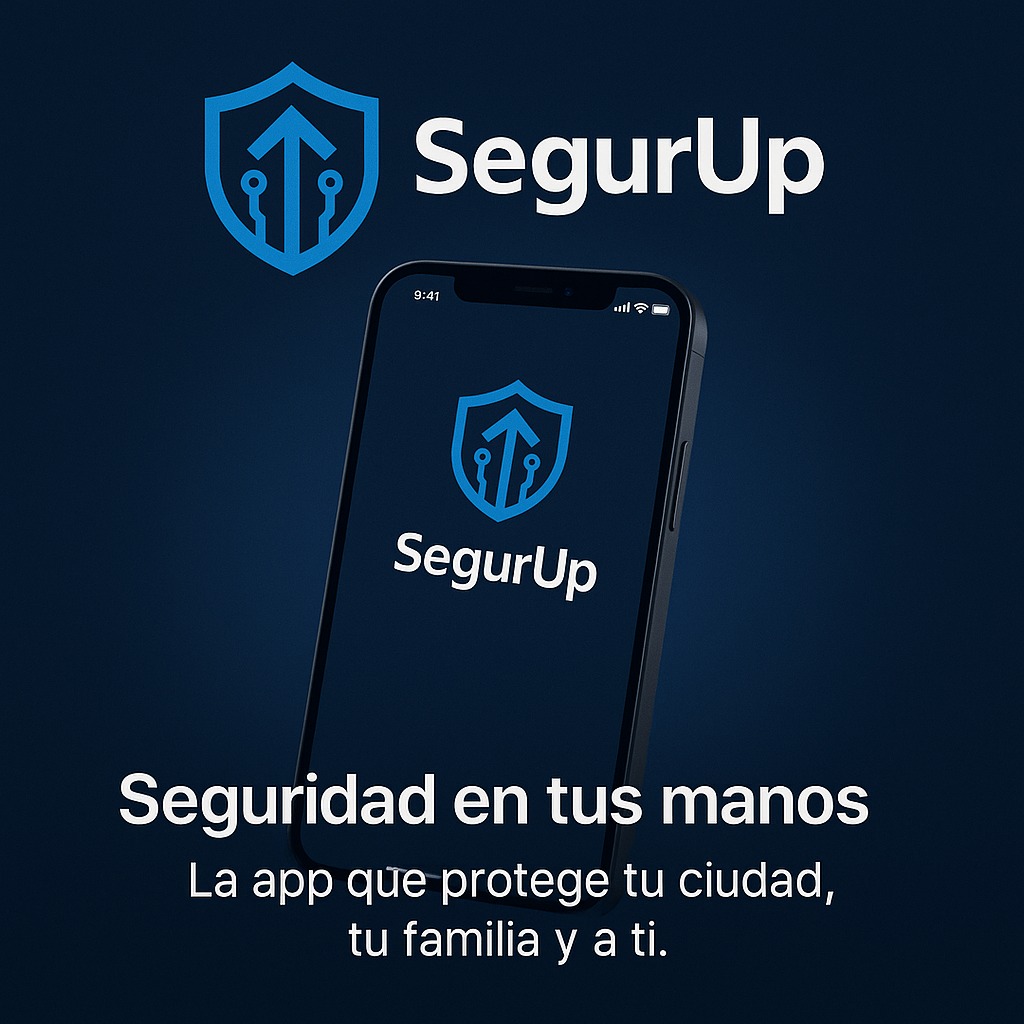 SegurUp
9:41
SegurUp
Seguridad en tus manos
La app que protege tu ciudad,
tu familia y a ti.